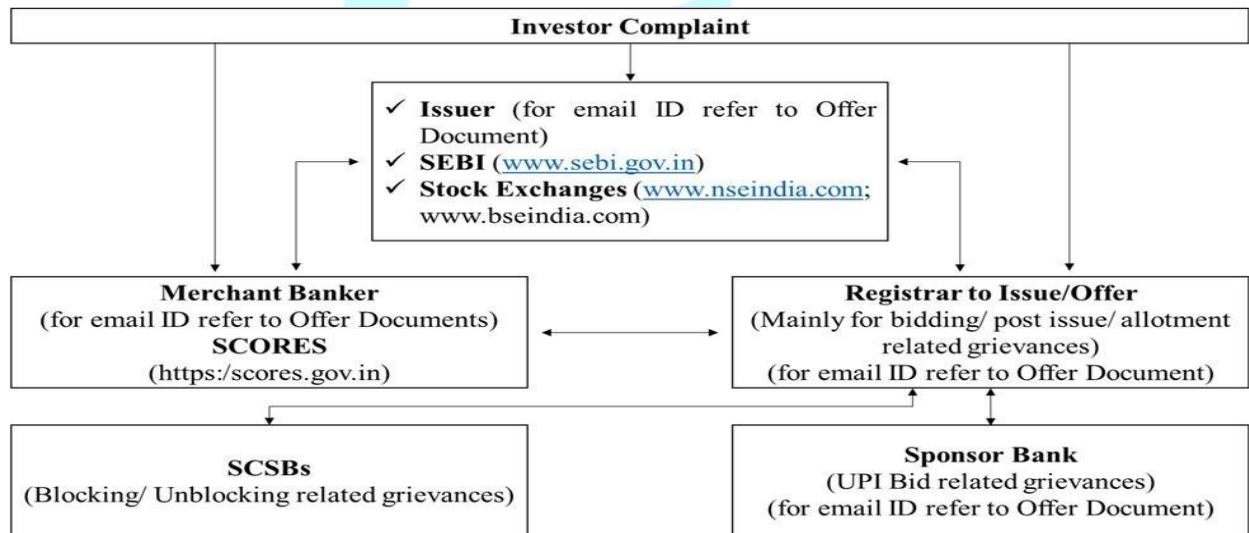 Investor Complaint
✓ Issuer (for email ID refer to Offer
Document)
✓ SEBI (www.sebi.gov.in)
✓ Stock Exchanges (www.nseindia.com;
www.bseindia.com)
Merchant Banker
(for email ID refer to Offer Documents)
SCORES
(https:/scores.gov.in)
Registrar to Issue/Offer
(Mainly for bidding/ post issue/ allotment
related grievances)
(for email ID refer to Offer Document)
SCSBs
(Blocking/ Unblocking related grievances)
Sponsor Bank
(UPI Bid related grievances)
(for email ID refer to Offer Document)